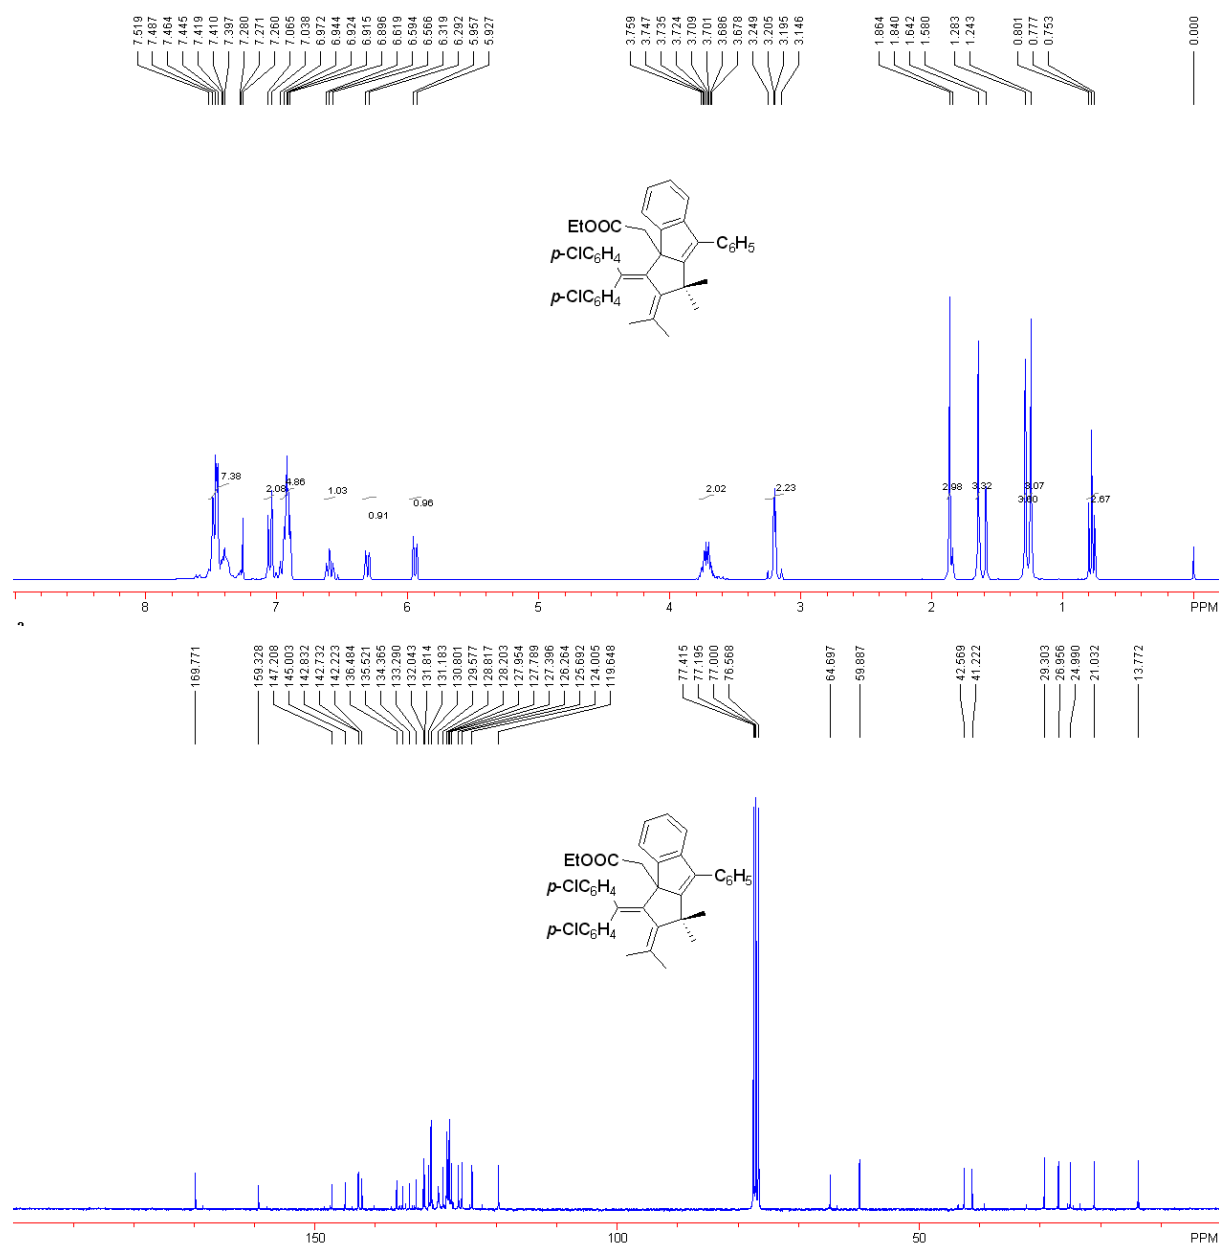 7.519 7.487 7.464 7.445 7.419 7.410 7.397 7.280 7.271 7.260 7.065 7.038 6.972 6.944 6.924 6.915 6.896 6.619 6.594 6.566 6.319 6.292 5.957 5.927
3.759 3.747 3.735 3.724 3.709 3.701 3.686 3.678 3.249 3.205 3.195 3.146
1.864 1.840 1.642 1.580 1.283 1.243 0.801 0.777 0.753
0.000
EtOOC
C6H5
p-ClC6H4
p-ClC6H4
7.38 2.08 4.86 1.03 0.91 0.96 2.02 2.23 2.98 3.32 3.00 3.07 2.67
8 7 6 5 4 3 2 1 PPM
169.771 159.328 147.208 145.003 142.832 142.732 142.223 136.484 135.521 134.365 133.290 132.043 131.814 131.183 130.801 129.577 128.817 128.203 127.954 127.789 127.396 126.264 125.692 124.005 119.648
77.415 77.195 77.000 76.568
64.697 59.887
42.569 41.222
29.303 26.956 24.990 21.032
13.772
EtOOC
C6H5
p-ClC6H4
p-ClC6H4
150 100 50 PPM